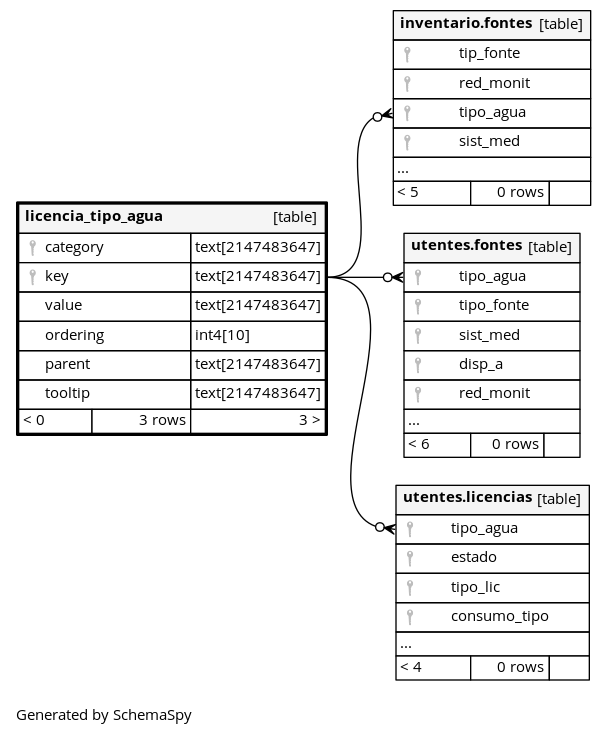 inventario.fontes [table]
tip_fonte
red_monit
tipo_agua
sist_med
...
< 5 0 rows
licencia_tipo_agua [table]
category text[2147483647]
key text[2147483647]
value text[2147483647]
ordering int4[10]
parent text[2147483647]
tooltip text[2147483647]
< 0 3 rows 3 >
utentes.fontes [table]
tipo_agua
tipo_fonte
sist_med
disp_a
red_monit
...
< 6 0 rows
utentes.licencias [table]
tipo_agua
estado
tipo_lic
consumo_tipo
...
< 4 0 rows
Generated by SchemaSpy